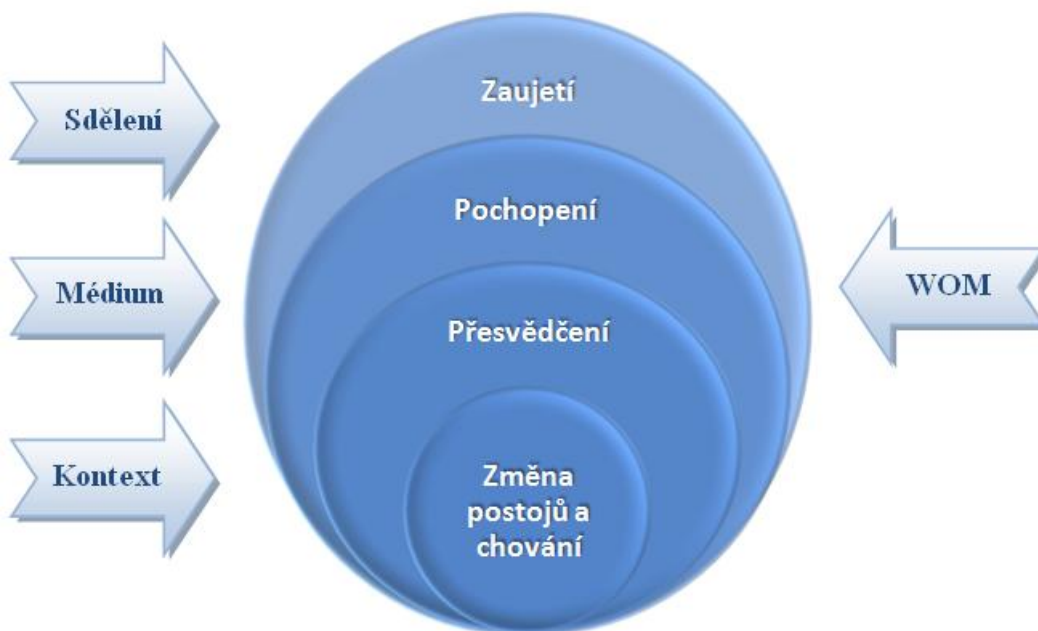 Zaujetí
Sdělení
Pochopení
Médium
WOM
Přesvědčení
Kontext
Změna
postojů a
chování